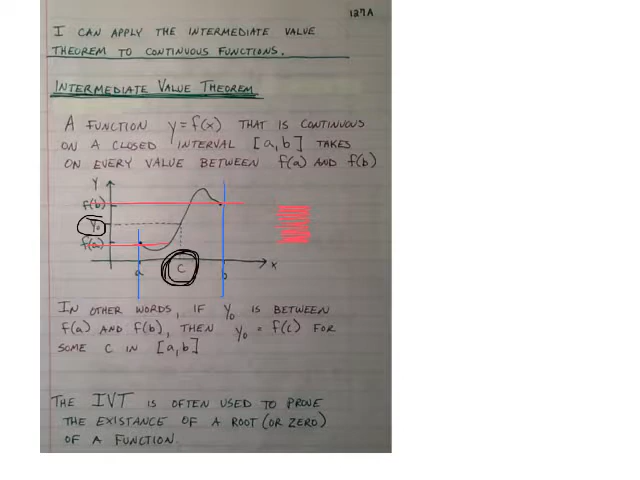 127A
I CAN APPLY THE INTERMEDIATE VALUE
THEOREM TO CONTINUOUS FUNCTIONS.
INTERMEDIATE VALUE THEOREM
A FUNCTION y = f(x) THAT IS CONTINUOUS
ON A CLOSED INTERVAL [a,b] TAKES
ON EVERY VALUE BETWEEN f(a) AND f(b)
Y
f(b)
Y₀
f(a)
a
C
b
x
IN OTHER WORDS, IF Y₀ IS BETWEEN
f(a) AND f(b), THEN Y₀ = f(c) FOR
SOME C IN [a,b]
THE IVT IS OFTEN USED TO PROVE
THE EXISTANCE OF A ROOT (OR ZERO)
OF A FUNCTION.